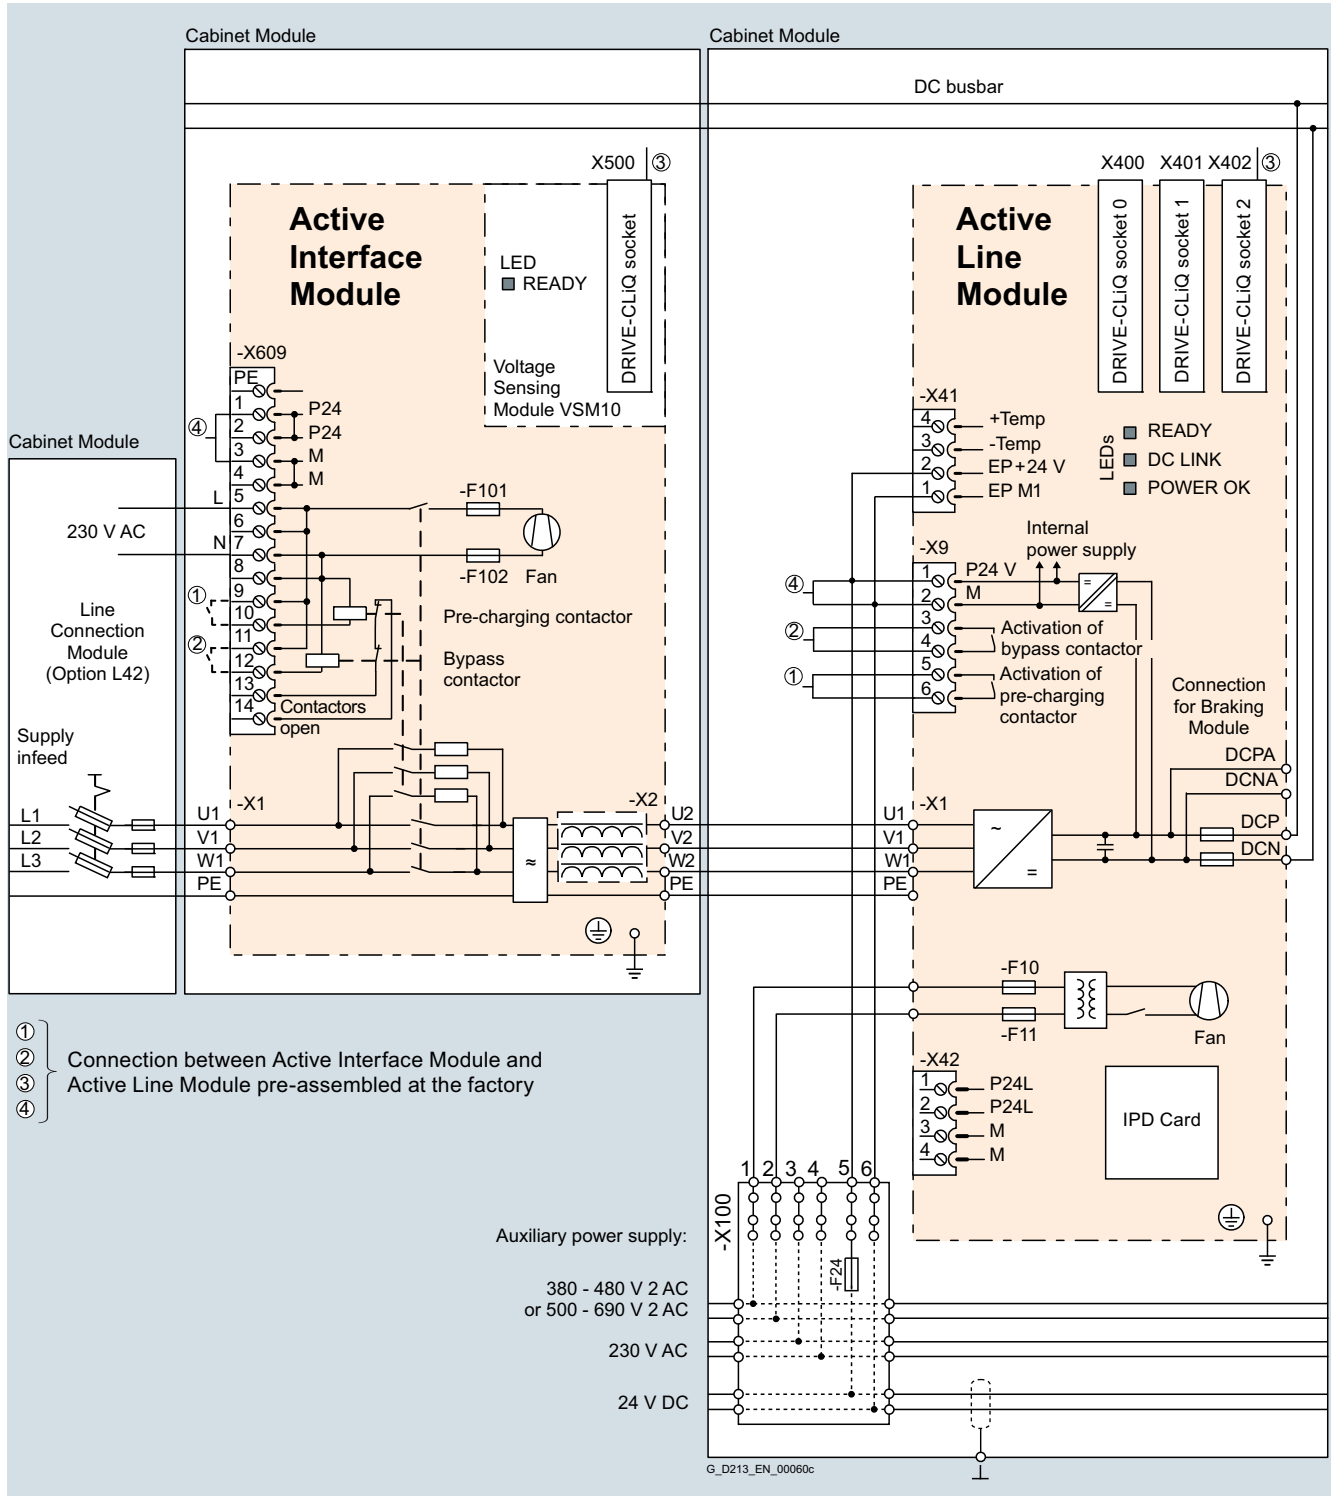 Cabinet Module
Cabinet Module
DC busbar
X500
③
X400
X401
X402
③
Active
Interface
Module
LED
READY
DRIVE-CLiQ socket
Voltage
Sensing
Module VSM10
Active
Line
Module
DRIVE-CLiQ socket 0
DRIVE-CLiQ socket 1
DRIVE-CLiQ socket 2
-X609
PE
1
P24
2
P24
④
3
M
4
M
5
6
7
8
9
10
11
12
13
14
①
②
Contactors
open
-F101
-F102
Fan
Pre-charging contactor
Bypass
contactor
Cabinet Module
L
230 V AC
N
Line
Connection
Module
(Option L42)
Supply
infeed
L1
L2
L3
U1
V1
W1
PE
-X1
≈
-X2
U2
V2
W2
PE
-X41
4
+Temp
3
-Temp
2
EP +24 V
1
EP M1
LEDs
READY
DC LINK
POWER OK
Internal
power supply
-X9
④
1
P24 V
2
M
=
=
②
3
4
Activation of
bypass contactor
①
5
6
Activation of
pre-charging
contactor
Connection
for Braking
Module
DCPA
DCNA
DCP
DCN
U1
V1
W1
PE
-X1
~
=
-F10
-F11
Fan
-X42
1
P24L
2
P24L
3
M
4
M
IPD Card
①
②
③
④
Connection between Active Interface Module and
Active Line Module pre-assembled at the factory
1
2
3
4
5
6
-X100
-F24
Auxiliary power supply:
380 - 480 V 2 AC
or 500 - 690 V 2 AC
230 V AC
24 V DC
G_D213_EN_00060c